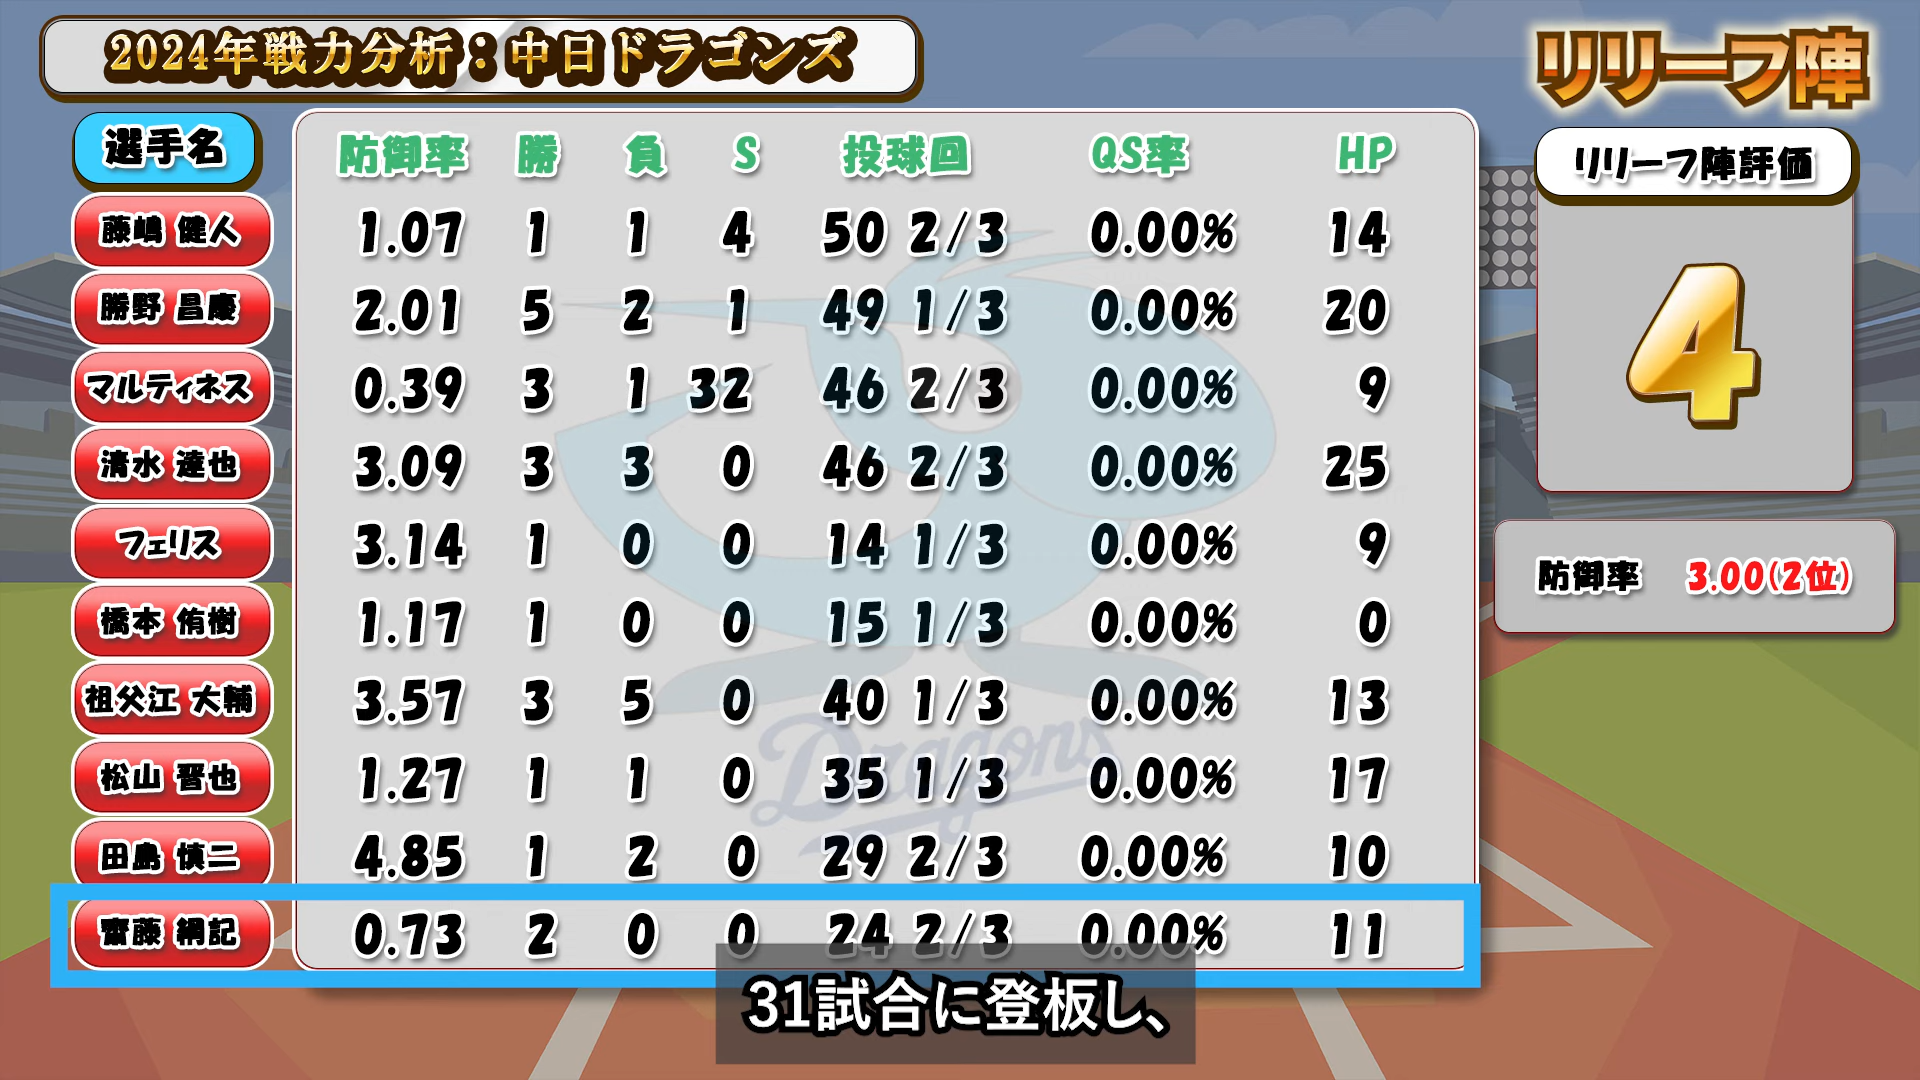 2024年戦力分析：中日ドラゴンズ
リリーフ陣
選手名 防御率 勝 負 S 投球回 QS率 HP
藤嶋 健人 1.07 1 1 4 50 2/3 0.00% 14
勝野 昌慶 2.01 5 2 1 49 1/3 0.00% 20
マルティネス 0.39 3 1 32 46 2/3 0.00% 9
清水 達也 3.09 3 3 0 46 2/3 0.00% 25
フェリス 3.14 1 0 0 14 1/3 0.00% 9
橋本 侑樹 1.17 1 0 0 15 1/3 0.00% 0
祖父江 大輔 3.57 3 5 0 40 1/3 0.00% 13
松山 晋也 1.27 1 1 0 35 1/3 0.00% 17
田島 慎二 4.85 1 2 0 29 2/3 0.00% 10
齋藤 綱記 0.73 2 0 0 24 2/3 0.00% 11
Dragons
リリーフ陣評価
4
防御率 3.00(2位)
31試合に登板し、